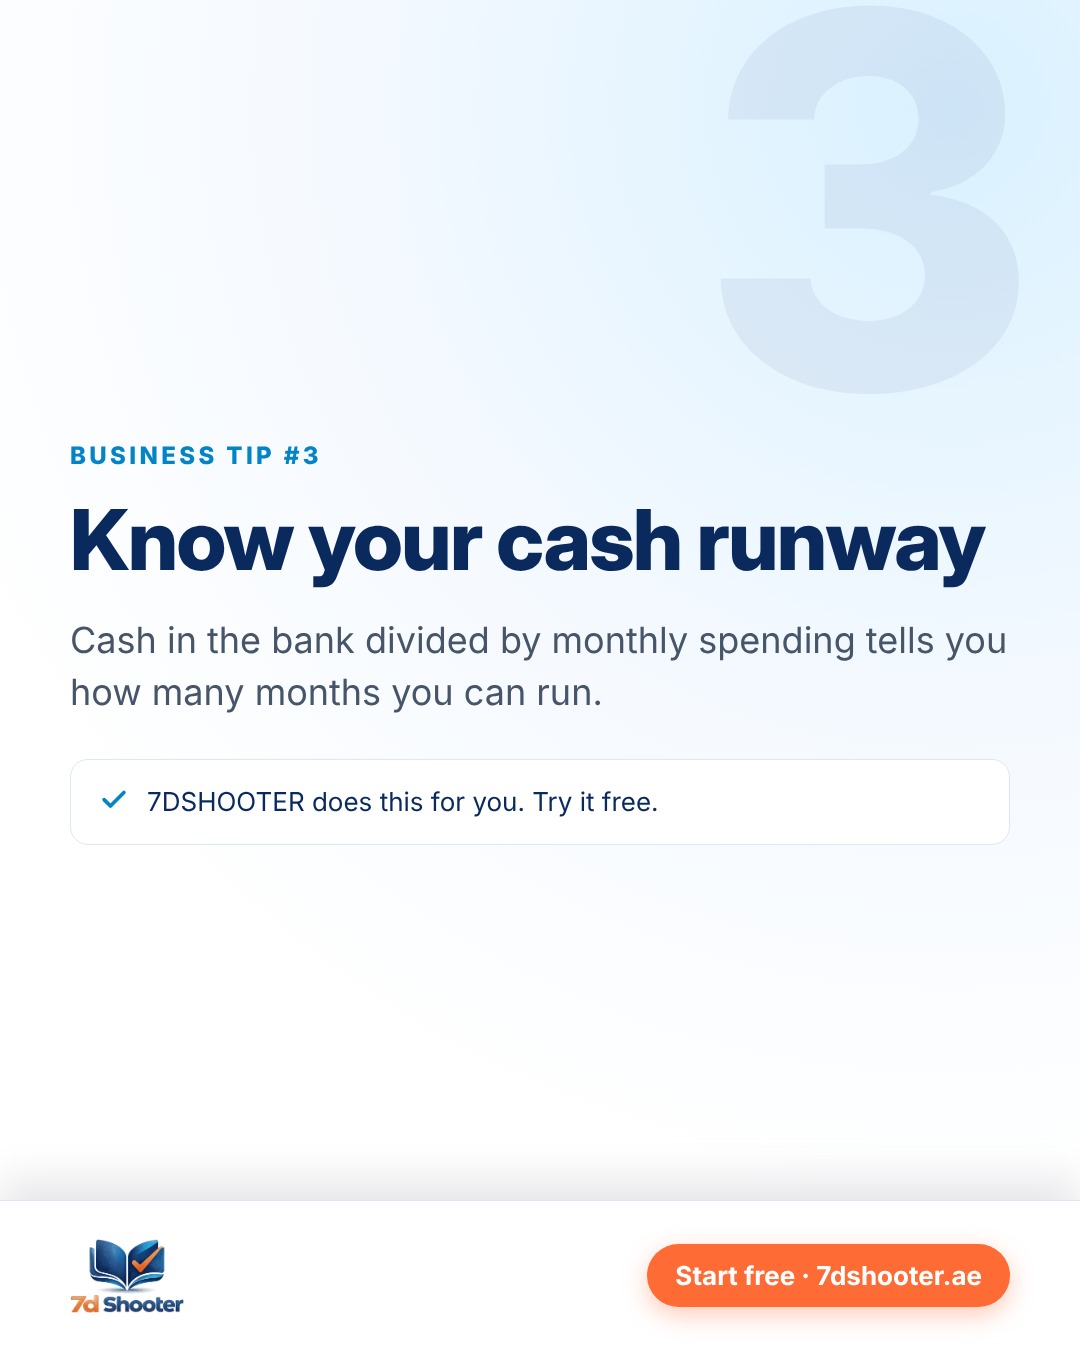 3
BUSINESS TIP #3
Know your cash runway
Cash in the bank divided by monthly spending tells you
how many months you can run.
7DSHOOTER does this for you. Try it free.
7d Shooter
Start free · 7dshooter.ae